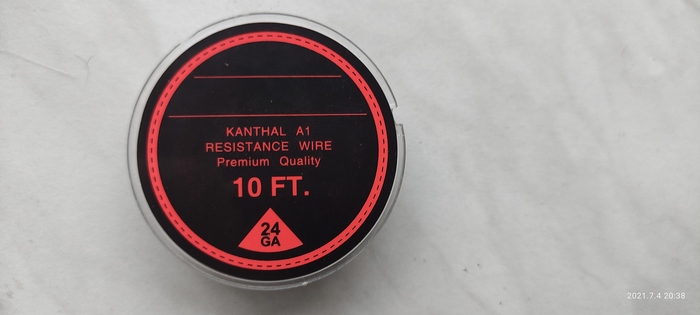 KANTHAL A1
RESISTANCE WIRE
Premium Quality
10 FT.
24
GA
2021.7.4 20:38